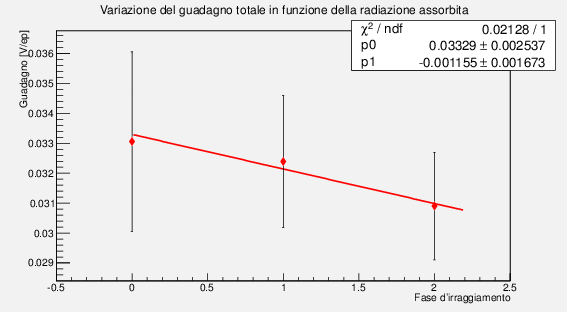 Variazione del guadagno totale in funzione della radiazione assorbita
χ² / ndf 0.02128 / 1
p0 0.03329 ± 0.002537
p1 -0.001155 ± 0.001673
Guadagno [V/ep]
0.036
0.035
0.034
0.033
0.032
0.031
0.03
0.029
-0.5 0 0.5 1 1.5 2 2.5
Fase d'irraggiamento